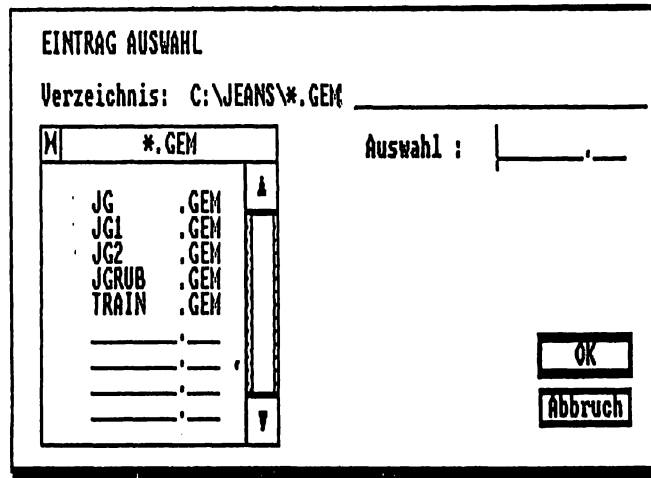 EINTRAG AUSWAHL
Verzeichnis: C:\JEANS\*.GEM
*.GEM
Auswahl :
JG .GEM
JG1 .GEM
JG2 .GEM
JGRUB .GEM
TRAIN .GEM
OK
Abbruch